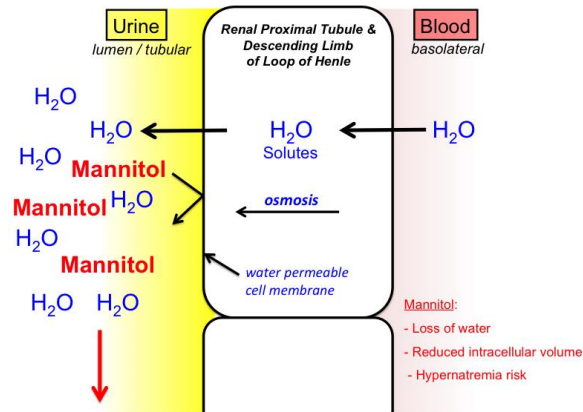 Urine
lumen / tubular
Renal Proximal Tubule &
Descending Limb
of Loop of Henle
Blood
basolateral
H₂O
H₂O
H₂O
Solutes
H₂O
H₂O
Mannitol
Mannitol
H₂O
osmosis
H₂O
Mannitol
water permeable
cell membrane
H₂O
H₂O
Mannitol:
- Loss of water
- Reduced intracellular volume
- Hypernatremia risk